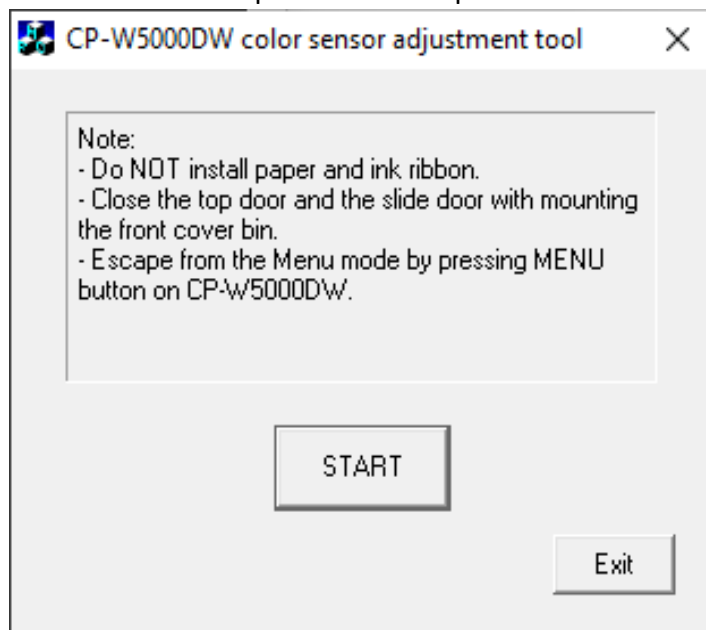 CP-W5000DW color sensor adjustment tool
Note:
- Do NOT install paper and ink ribbon.
- Close the top door and the slide door with mounting
the front cover bin.
- Escape from the Menu mode by pressing MENU
button on CP-W5000DW.
START
Exit